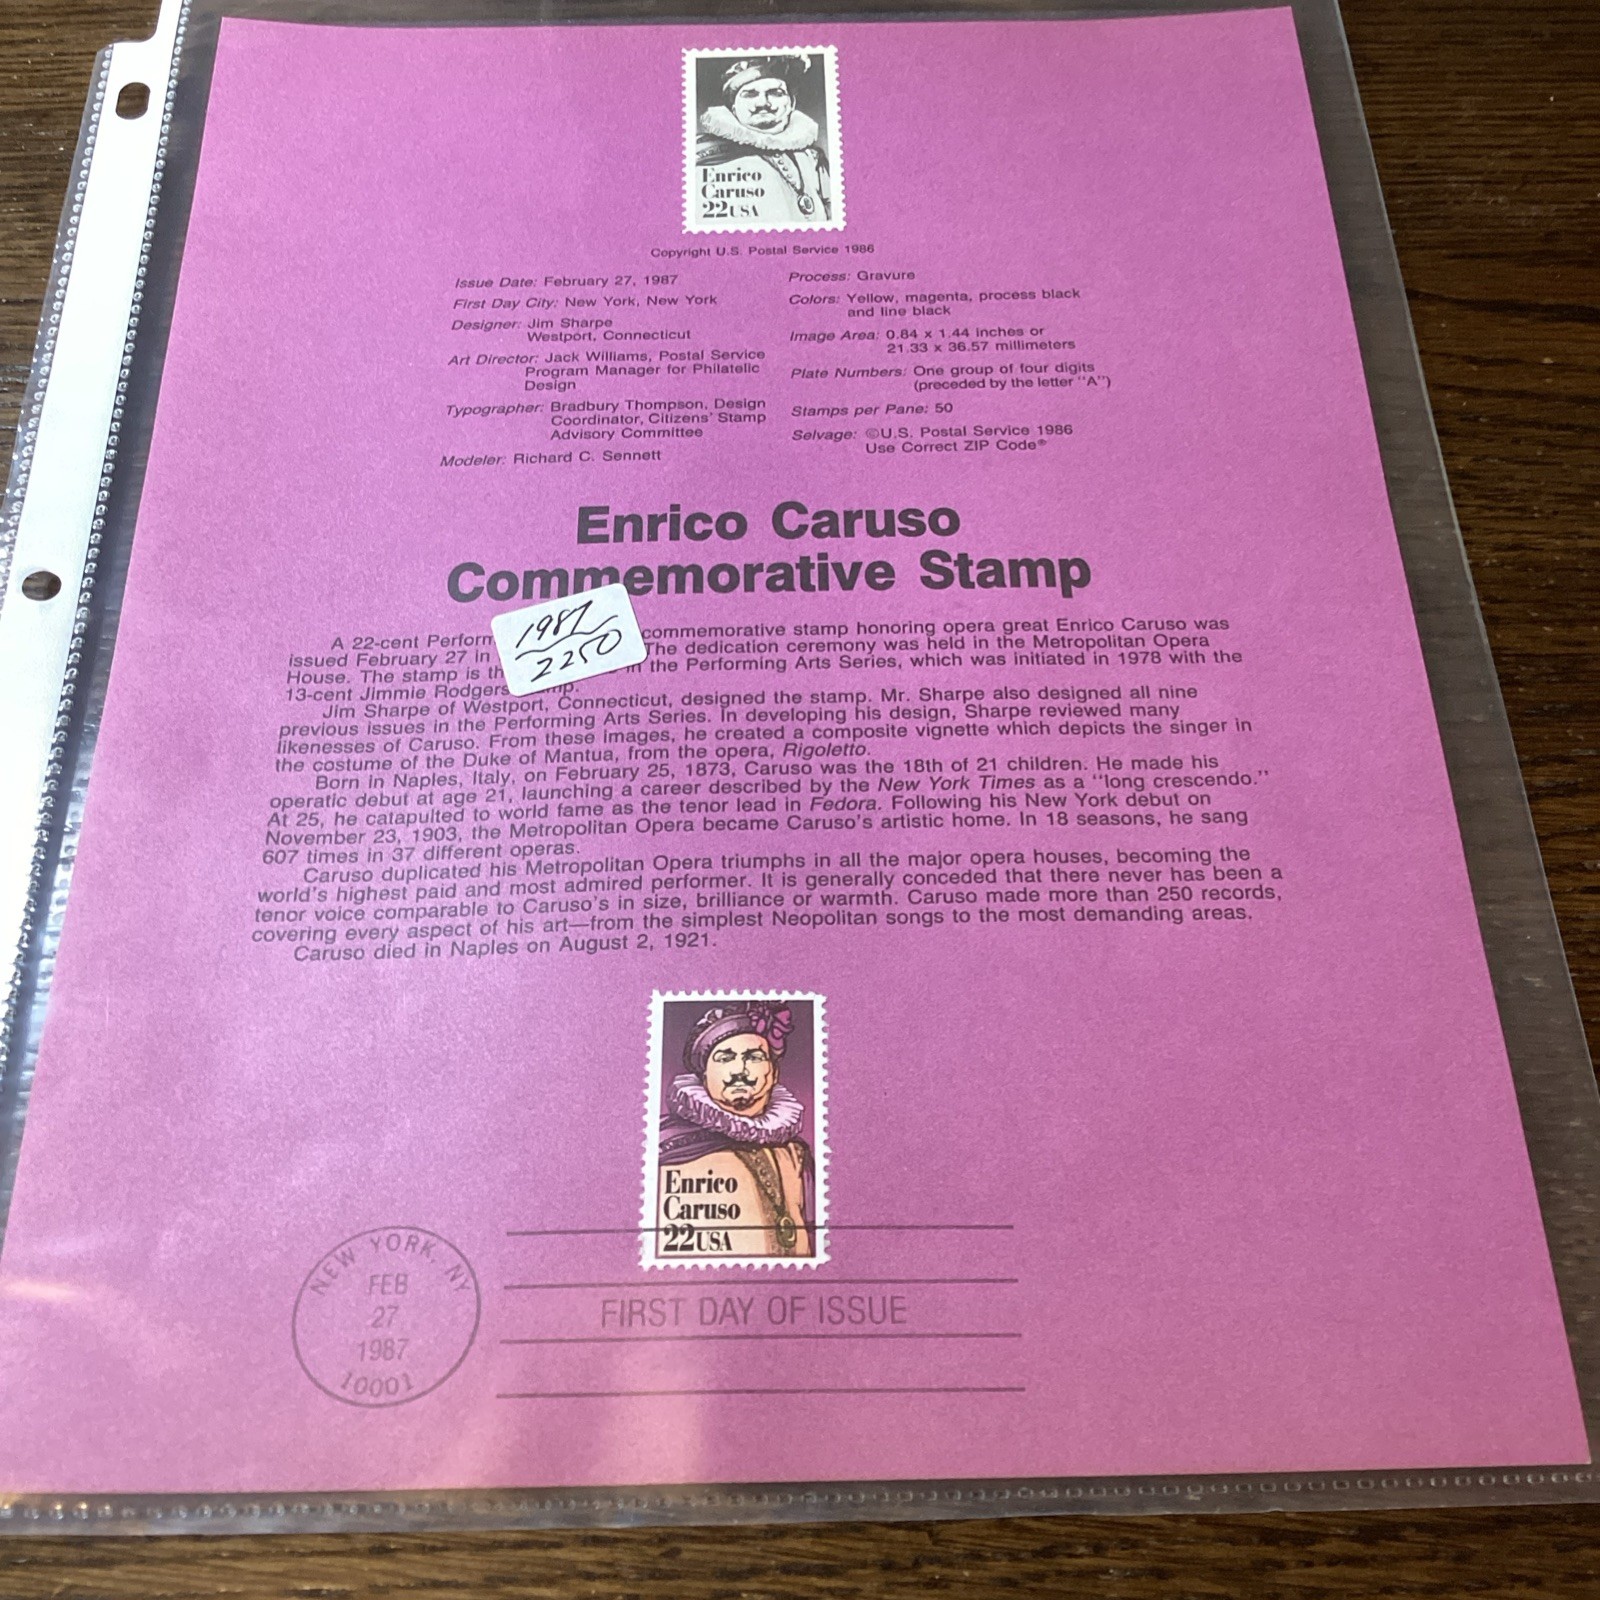 Enrico
Caruso
22USA
Copyright U.S. Postal Service 1986
Issue Date: February 27, 1987
First Day City: New York, New York
Designer: Jim Sharpe
Westport, Connecticut
Art Director: Jack Williams, Postal Service
Program Manager for Philatelic
Design
Typographer: Bradbury Thompson, Design
Coordinator, Citizens' Stamp
Advisory Committee
Modeler: Richard C. Sennett
Process: Gravure
Colors: Yellow, magenta, process black
and line black
Image Area: 0.84 x 1.44 inches or
21.33 x 36.57 millimeters
Plate Numbers: One group of four digits
(preceded by the letter "A")
Stamps per Pane: 50
Selvage: ©U.S. Postal Service 1986
Use Correct ZIP Code®
Enrico Caruso
Commemorative Stamp
1987
2250
A 22-cent Perform commemorative stamp honoring opera great Enrico Caruso was
issued February 27 in The dedication ceremony was held in the Metropolitan Opera
House. The stamp is th in the Performing Arts Series, which was initiated in 1978 with the
13-cent Jimmie Rodgers mp.
Jim Sharpe of Westport, Connecticut, designed the stamp. Mr. Sharpe also designed all nine
previous issues in the Performing Arts Series. In developing his design, Sharpe reviewed many
likenesses of Caruso. From these images, he created a composite vignette which depicts the singer in
the costume of the Duke of Mantua, from the opera, Rigoletto.
Born in Naples, Italy, on February 25, 1873, Caruso was the 18th of 21 children. He made his
operatic debut at age 21, launching a career described by the New York Times as a "long crescendo."
At 25, he catapulted to world fame as the tenor lead in Fedora. Following his New York debut on
November 23, 1903, the Metropolitan Opera became Caruso's artistic home. In 18 seasons, he sang
607 times in 37 different operas.
Caruso duplicated his Metropolitan Opera triumphs in all the major opera houses, becoming the
world's highest paid and most admired performer. It is generally conceded that there never has been a
tenor voice comparable to Caruso's in size, brilliance or warmth. Caruso made more than 250 records,
covering every aspect of his art—from the simplest Neopolitan songs to the most demanding areas.
Caruso died in Naples on August 2, 1921.
Enrico
Caruso
22USA
NEW YORK, NY
FEB
27
1987
10001
FIRST DAY OF ISSUE